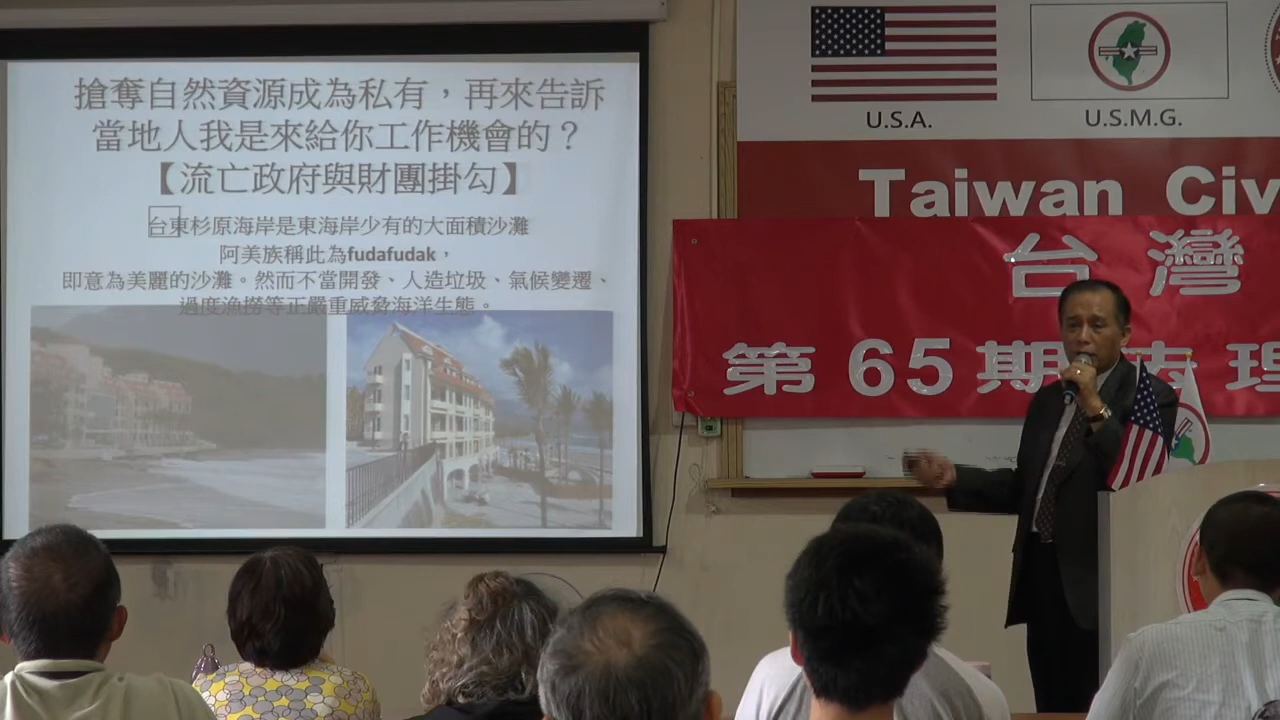 搶奪自然資源成為私有，再來告訴
當地人我是來給你工作機會的？
【流亡政府與財團掛勾】
台東杉原海岸是東海岸少有的大面積沙灘
阿美族稱此為fudafudak，
即意為美麗的沙灘。然而不當開發、人造垃圾、氣候變遷、
過度漁撈等正嚴重威脅海洋生態。
U.S.A.
U.S.M.G.
Taiwan Civ
台灣
第65期法理